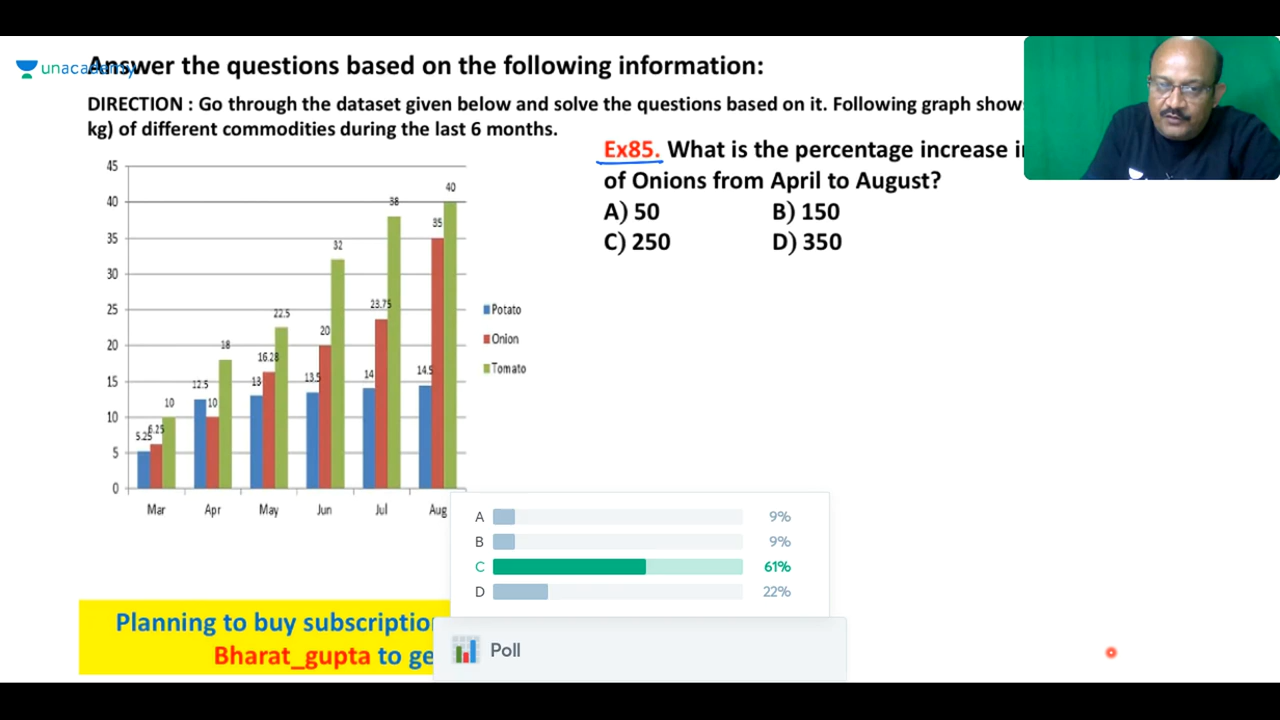 Answer the questions based on the following information:
unacademy
DIRECTION : Go through the dataset given below and solve the questions based on it. Following graph shows
kg) of different commodities during the last 6 months.
Ex85. What is the percentage increase
of Onions from April to August?
A) 50 B) 150
C) 250 D) 350
45
40
35
30
25
20
15
10
5
0
5.25 6.25 10
12.5 10 18
13 16.28 22.5
13.5 20 32
14 23.75 38
14.5 35 40
Mar Apr May Jun Jul Aug
Potato
Onion
Tomato
A 9%
B 9%
C 61%
D 22%
Poll
Planning to buy
Bharat_gupta to